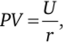 PV = U/r,